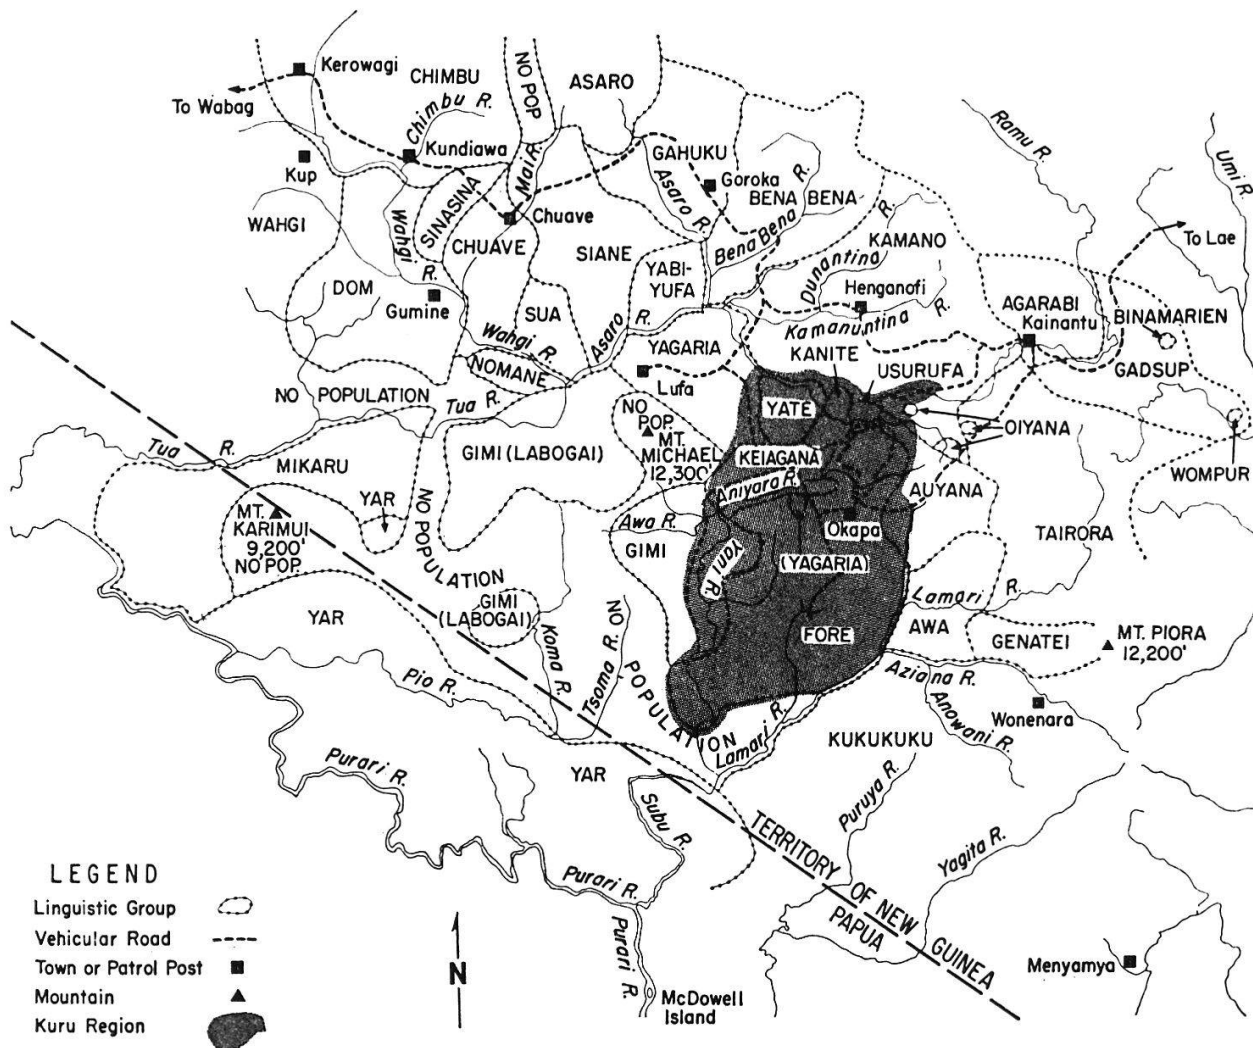 Kerowagi
To Wabag
CHIMBU
Chimbu R.
NO POP
ASARO
Kundiawa
Kup
Mai R.
GAHUKU
Goroka
Asaro R.
BENA BENA
Bena Bena R.
Ramu R.
Umi R.
WAHGI
Wahgi R.
SINASINA
Chuave
CHUAVE
SIANE
YABI-
YUFA
KAMANO
Dunantina R.
To Lae
DOM
Gumine
SUA
Henganofi
Kamanuntina R.
AGARABI
Kainantu
BINAMARIEN
Wahgi R.
Asaro R.
YAGARIA
KANITE
USURUFA
GADSUP
NOMANE
Lufa
NO POPULATION
Tua R.
NO
POP.
MT.
MICHAEL
12,300'
YATE
OIYANA
Tua R.
MIKARU
GIMI (LABOGAI)
KEIAGANA
WOMPUR
YAR
NO POPULATION
Aniyara R.
AUYANA
MT.
KARIMUI
9,200'
NO POP.
Awa R.
GIMI
Okapa
TAIRORA
Yani R.
(YAGARIA)
GIMI
(LABOGAI)
Lamari R.
YAR
Koma R.
Tsoma R.
NO POPULATION
FORE
AWA
GENATEI
MT. PIORA
12,200'
Pio R.
Aziana R.
Anowani R.
Wonenara
Lamari R.
KUKUKUKU
Purari R.
YAR
Subu R.
Puruya R.
Yagita R.
TERRITORY OF NEW GUINEA
PAPUA
Purari R.
Purari R.
McDowell
Island
Menyamya
N
LEGEND
Linguistic Group
Vehicular Road
Town or Patrol Post
Mountain
Kuru Region